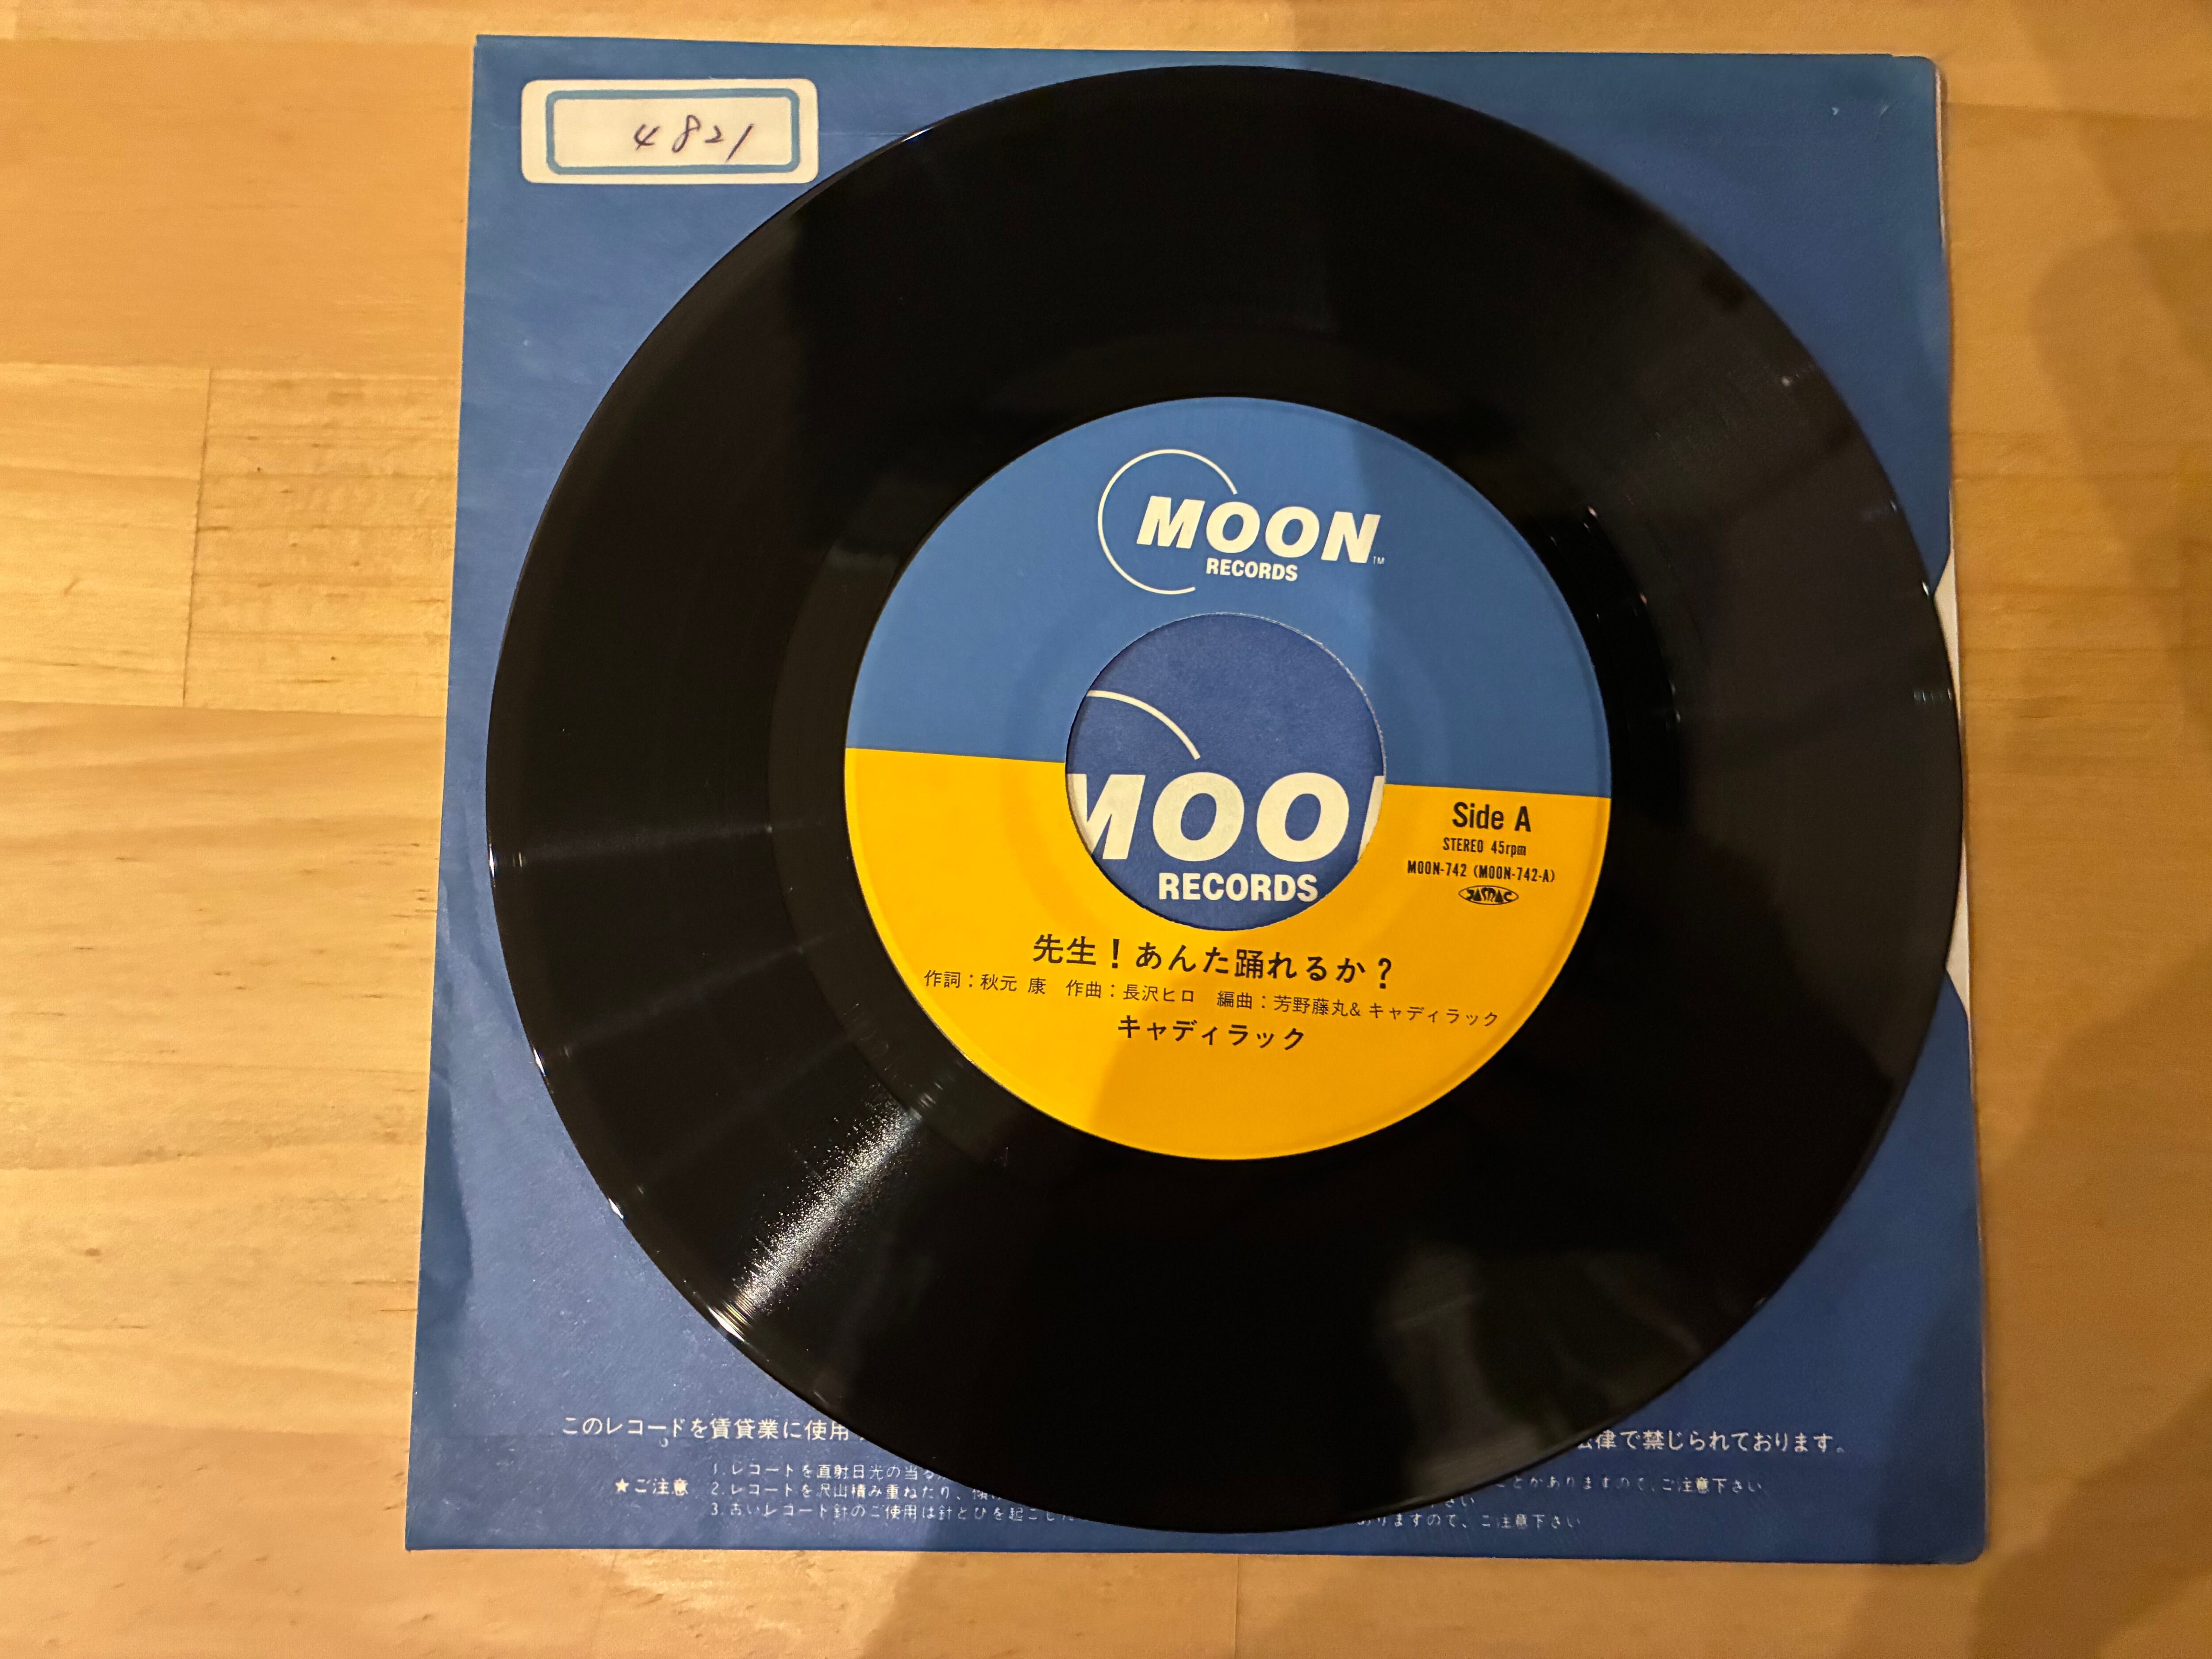 4821
MOON TM
RECORDS
MOO
RECORDS
Side A
STEREO 45rpm
MOON-742 (MOON-742-A)
JASRAC
先生！あんた踊れるか？
作詞：秋元 康 作曲：長沢ヒロ 編曲：芳野藤丸& キャディラック
キャディラック
このレコードを賃貸業に使用 律で禁じられております。
★ご注意
1.レコードを直射日光の当る とがありますので、ご注意下さい
2.レコードを沢山積み重ねたり、 さい
3.古いレコード針のご使用は針とびを起こした ありますので、ご注意下さい